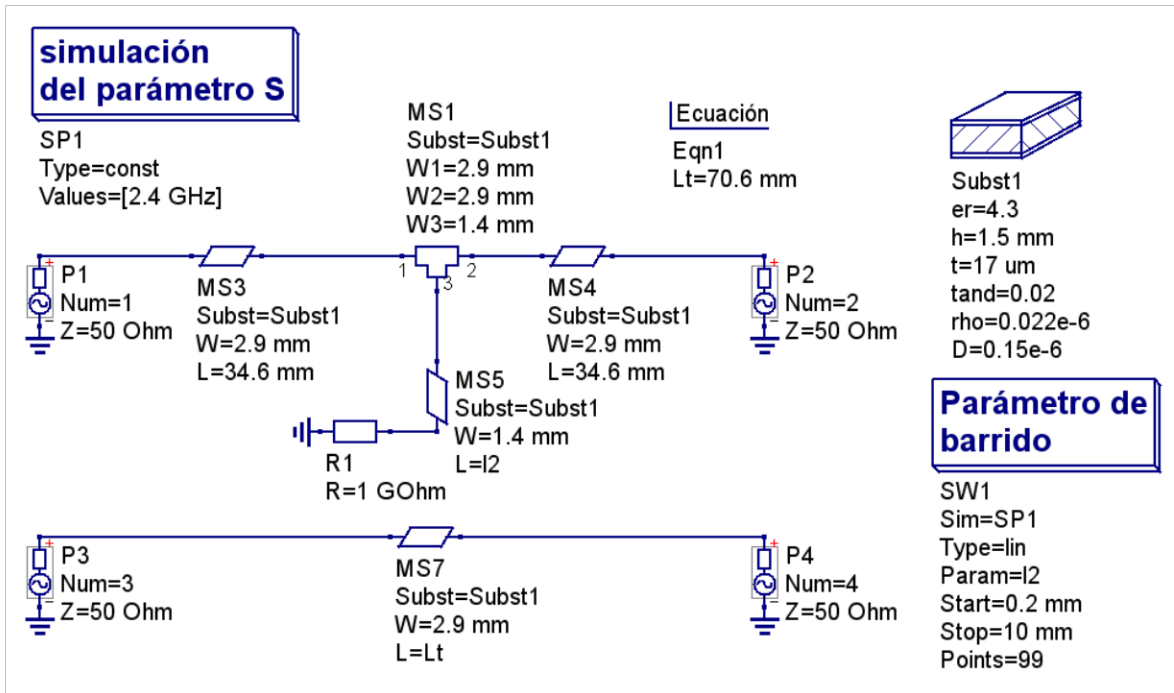 simulación
del parámetro S
SP1
Type=const
Values=[2.4 GHz]
MS1
Subst=Subst1
W1=2.9 mm
W2=2.9 mm
W3=1.4 mm
Ecuación
Eqn1
Lt=70.6 mm
Subst1
er=4.3
h=1.5 mm
t=17 um
tand=0.02
rho=0.022e-6
D=0.15e-6
P1
Num=1
Z=50 Ohm
MS3
Subst=Subst1
W=2.9 mm
L=34.6 mm
1
2
3
MS4
Subst=Subst1
W=2.9 mm
L=34.6 mm
P2
Num=2
Z=50 Ohm
MS5
Subst=Subst1
W=1.4 mm
L=l2
R1
R=1 GOhm
Parámetro de
barrido
SW1
Sim=SP1
Type=lin
Param=l2
Start=0.2 mm
Stop=10 mm
Points=99
P3
Num=3
Z=50 Ohm
MS7
Subst=Subst1
W=2.9 mm
L=Lt
P4
Num=4
Z=50 Ohm